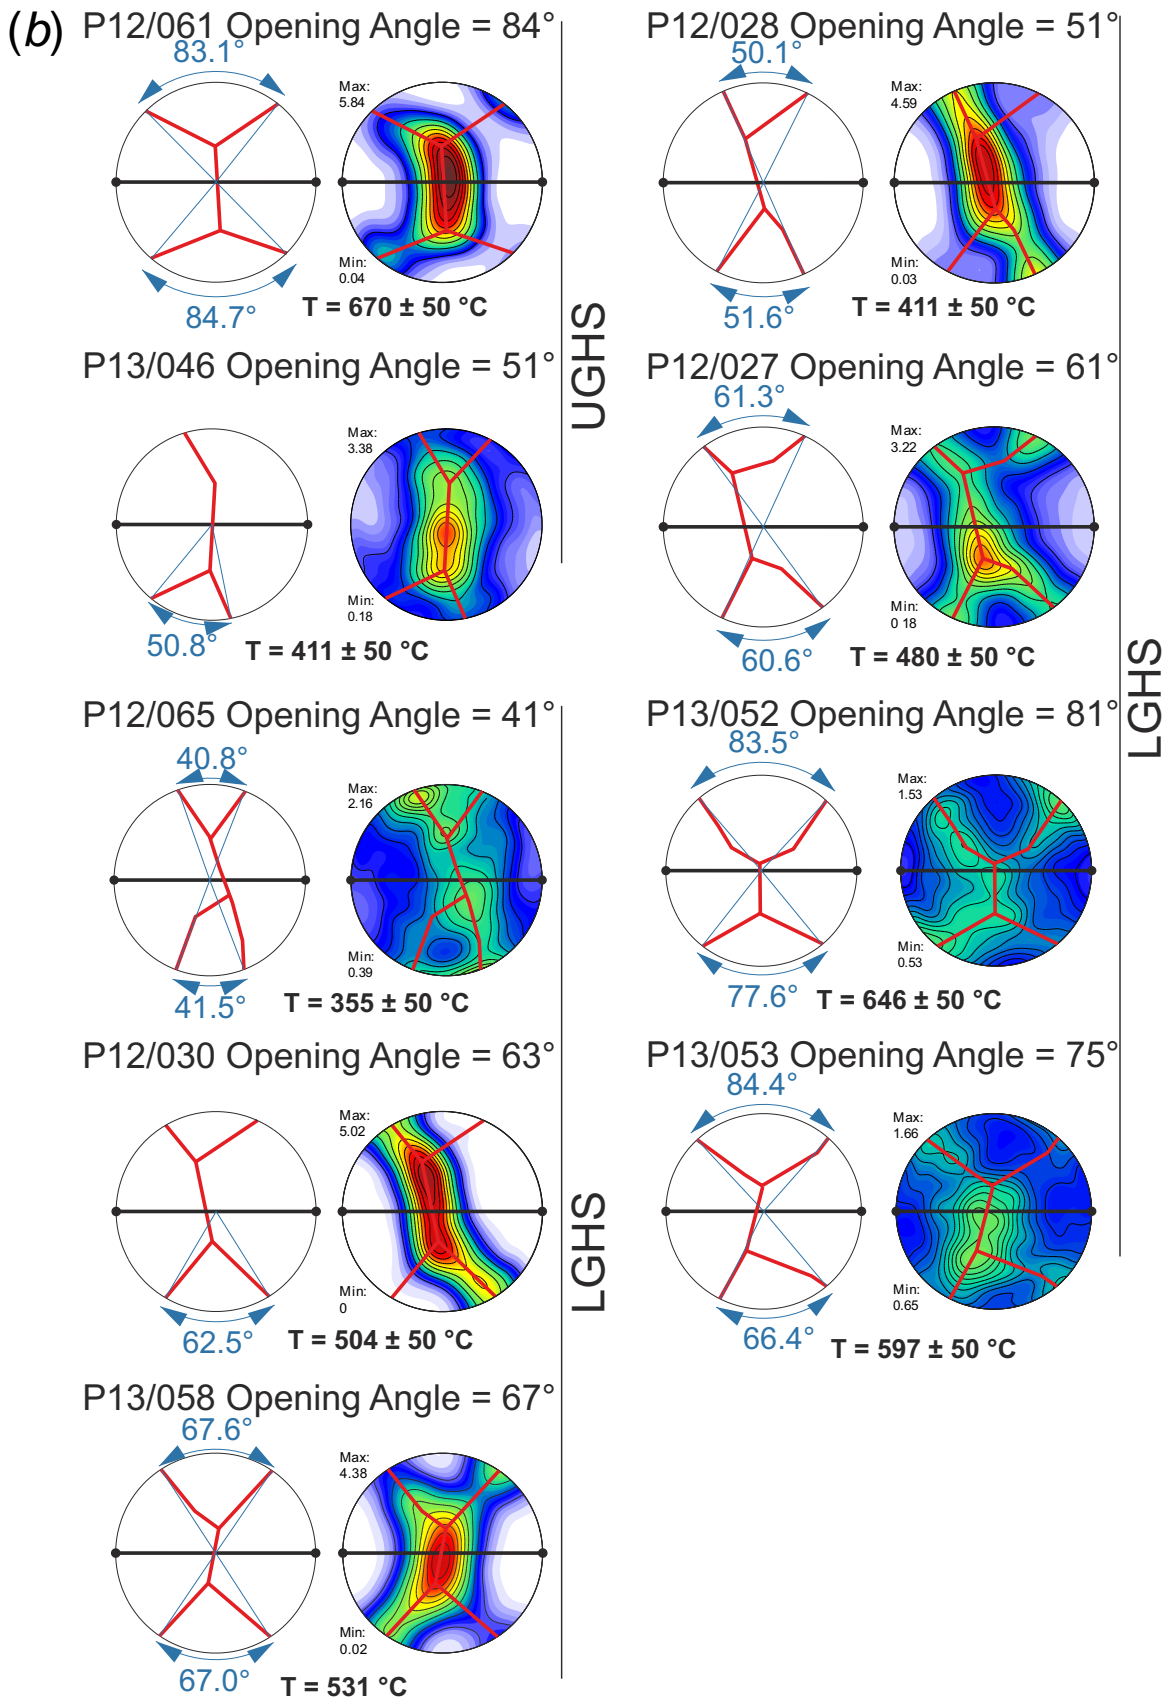 (b)
P12/061 Opening Angle = 84°
83.1°
Max:
5.84
Min:
0.04
84.7°
T = 670 ± 50 °C
P13/046 Opening Angle = 51°
Max:
3.38
Min:
0.18
50.8°
T = 411 ± 50 °C
UGHS
P12/065 Opening Angle = 41°
40.8°
Max:
2.16
Min:
0.39
41.5°
T = 355 ± 50 °C
P12/030 Opening Angle = 63°
Max:
5.02
Min:
0
62.5°
T = 504 ± 50 °C
P13/058 Opening Angle = 67°
67.6°
Max:
4.38
Min:
0.02
67.0°
T = 531 °C
LGHS
P12/028 Opening Angle = 51°
50.1°
Max:
4.59
Min:
0.03
51.6°
T = 411 ± 50 °C
P12/027 Opening Angle = 61°
61.3°
Max:
3.22
Min:
0 18
60.6°
T = 480 ± 50 °C
P13/052 Opening Angle = 81°
83.5°
Max:
1.53
Min:
0.53
77.6°
T = 646 ± 50 °C
P13/053 Opening Angle = 75°
84.4°
Max:
1.66
Min:
0.65
66.4°
T = 597 ± 50 °C
LGHS